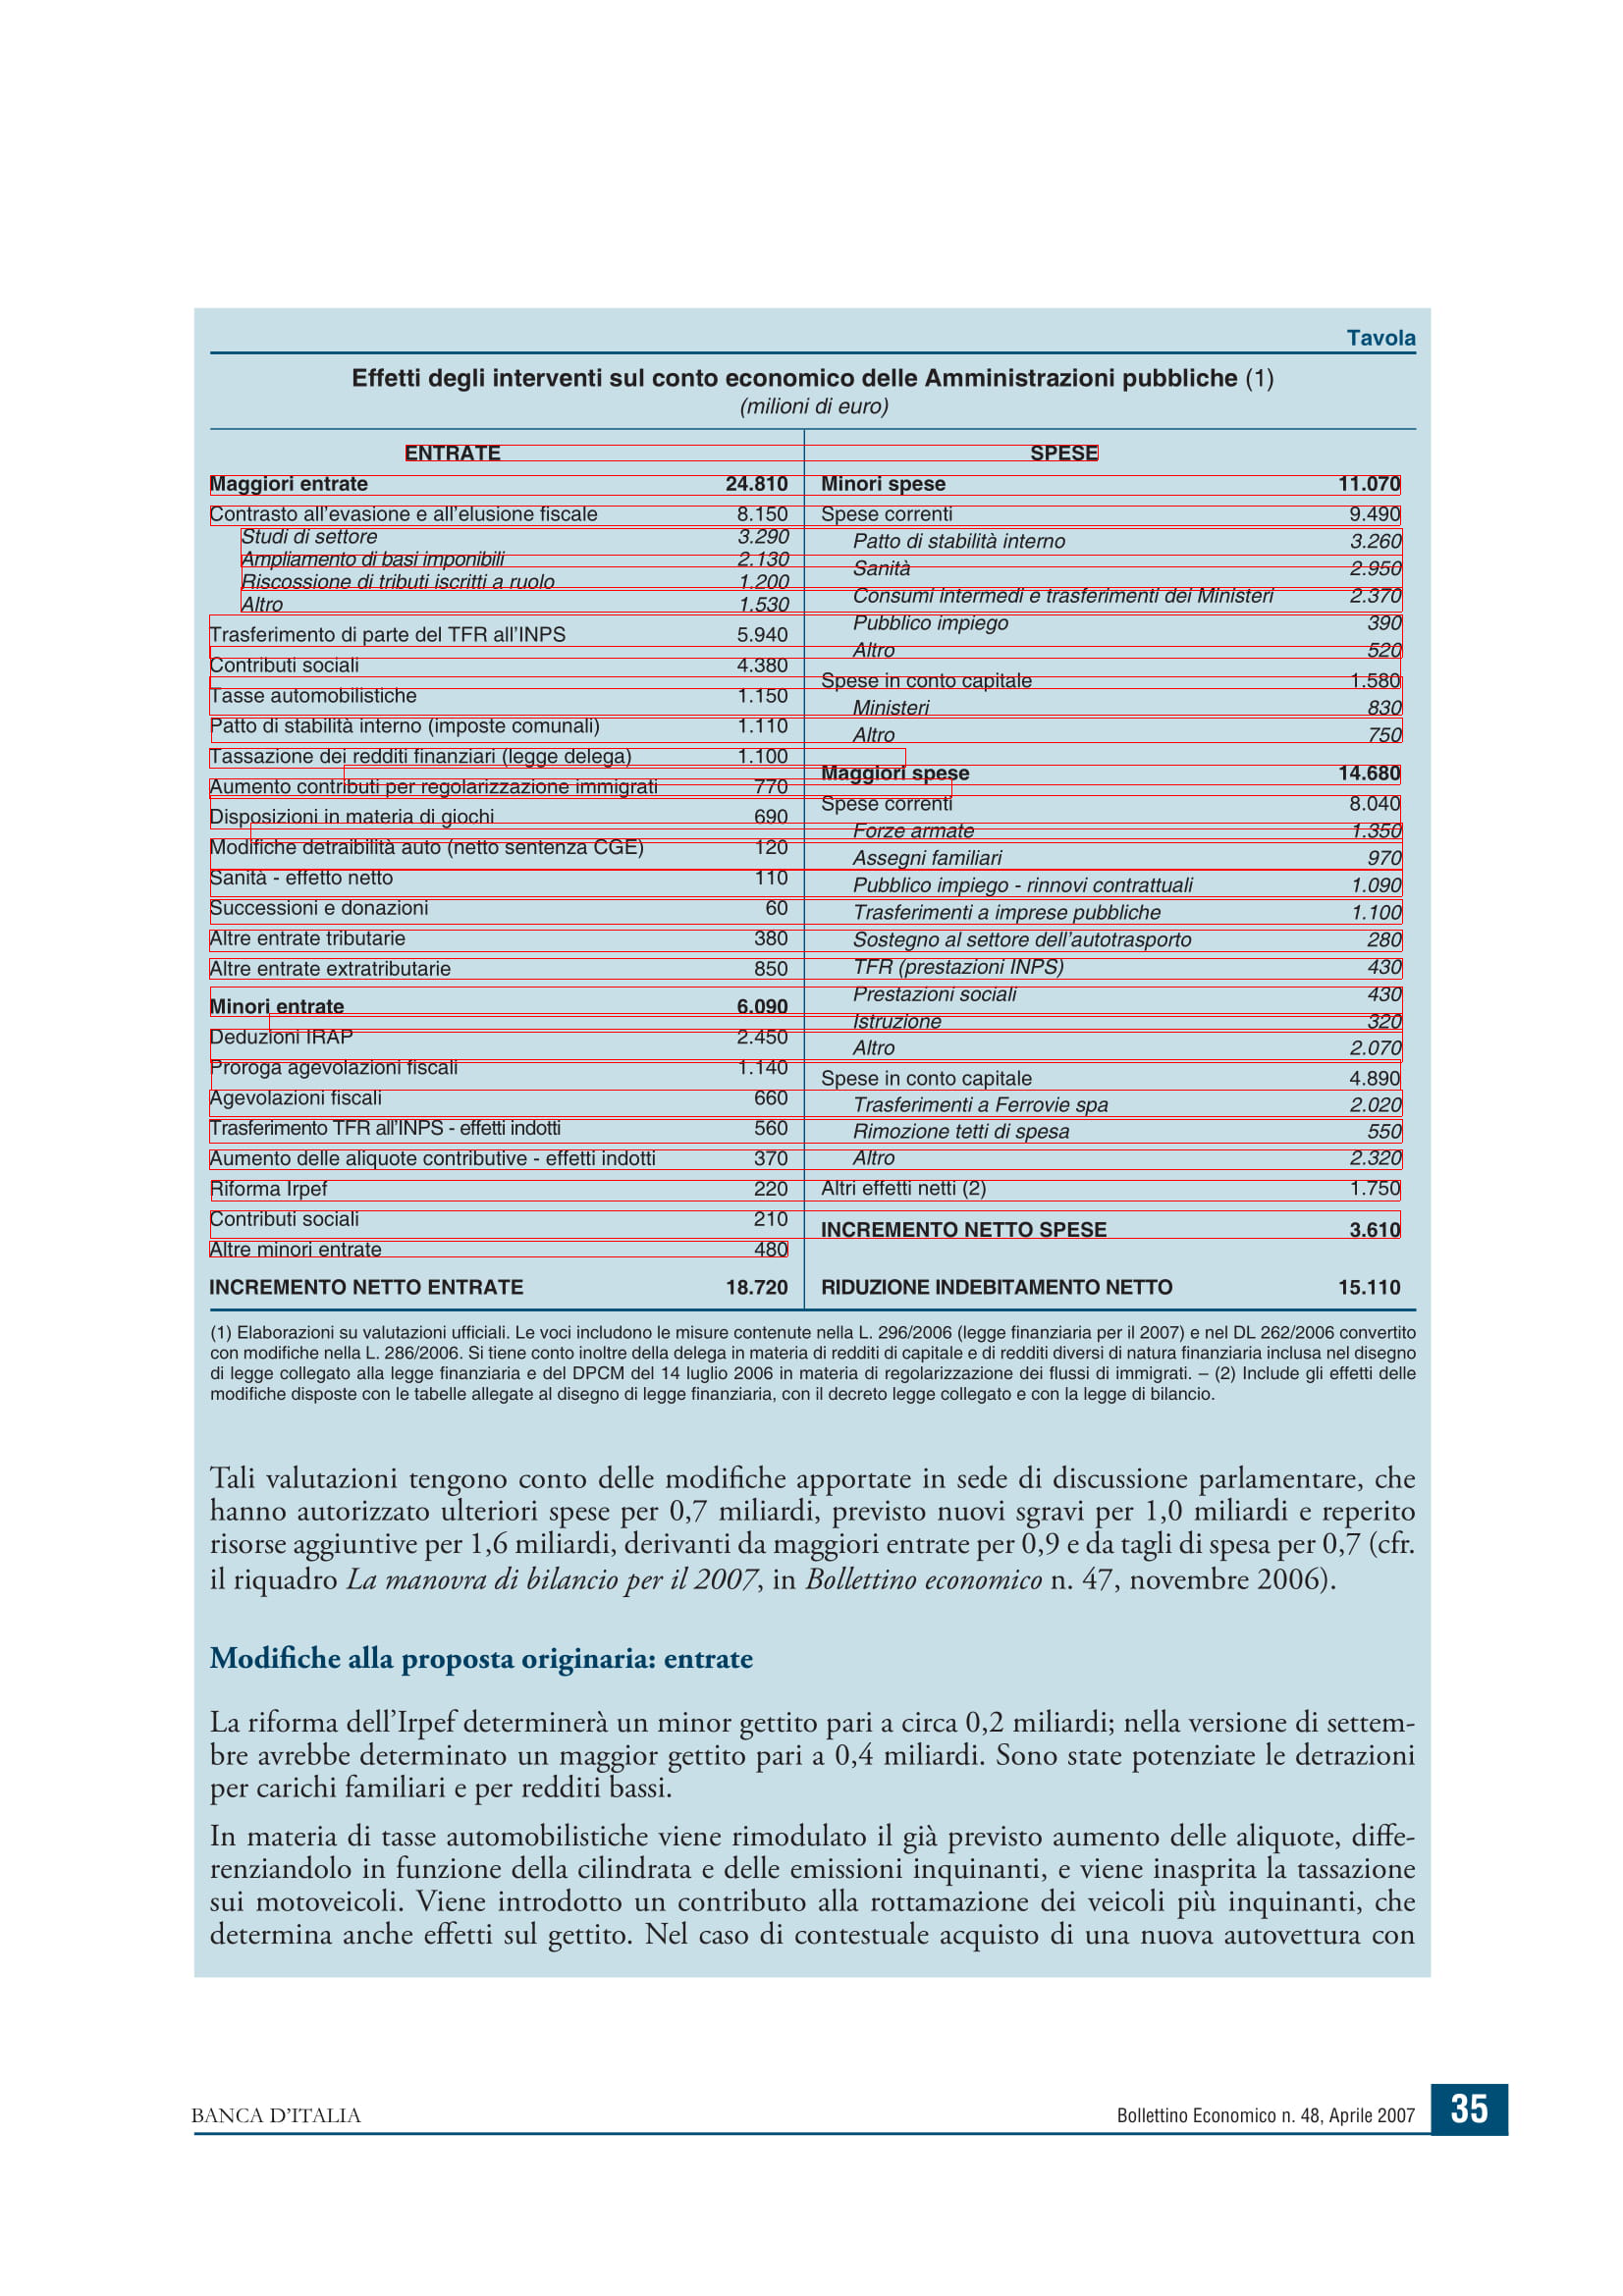 Tavola
Effetti degli interventi sul conto economico delle Amministrazioni pubbliche (1)
(milioni di euro)
ENTRATE
Maggiori entrate 24.810
Contrasto all'evasione e all'elusione fiscale 8.150
Studi di settore 3.290
Ampliamento di basi imponibili 2.130
Riscossione di tributi iscritti a ruolo 1.200
Altro 1.530
Trasferimento di parte del TFR all'INPS 5.940
Contributi sociali 4.380
Tasse automobilistiche 1.150
Patto di stabilità interno (imposte comunali) 1.110
Tassazione dei redditi finanziari (legge delega) 1.100
Aumento contributi per regolarizzazione immigrati 770
Disposizioni in materia di giochi 690
Modifiche detraibilità auto (netto sentenza CGE) 120
Sanità - effetto netto 110
Successioni e donazioni 60
Altre entrate tributarie 380
Altre entrate extratributarie 850
Minori entrate 6.090
Deduzioni IRAP 2.450
Proroga agevolazioni fiscali 1.140
Agevolazioni fiscali 660
Trasferimento TFR all'INPS - effetti indotti 560
Aumento delle aliquote contributive - effetti indotti 370
Riforma Irpef 220
Contributi sociali 210
Altre minori entrate 480
INCREMENTO NETTO ENTRATE 18.720
SPESE
Minori spese 11.070
Spese correnti 9.490
Patto di stabilità interno 3.260
Sanità 2.950
Consumi intermedi e trasferimenti dei Ministeri 2.370
Pubblico impiego 390
Altro 520
Spese in conto capitale 1.580
Ministeri 830
Altro 750
Maggiori spese 14.680
Spese correnti 8.040
Forze armate 1.350
Assegni familiari 970
Pubblico impiego - rinnovi contrattuali 1.090
Trasferimenti a imprese pubbliche 1.100
Sostegno al settore dell'autotrasporto 280
TFR (prestazioni INPS) 430
Prestazioni sociali 430
Istruzione 320
Altro 2.070
Spese in conto capitale 4.890
Trasferimenti a Ferrovie spa 2.020
Rimozione tetti di spesa 550
Altro 2.320
Altri effetti netti (2) 1.750
INCREMENTO NETTO SPESE 3.610
RIDUZIONE INDEBITAMENTO NETTO 15.110
(1) Elaborazioni su valutazioni ufficiali. Le voci includono le misure contenute nella L. 296/2006 (legge finanziaria per il 2007) e nel DL 262/2006 convertito
con modifiche nella L. 286/2006. Si tiene conto inoltre della delega in materia di redditi di capitale e di redditi diversi di natura finanziaria inclusa nel disegno
di legge collegato alla legge finanziaria e del DPCM del 14 luglio 2006 in materia di regolarizzazione dei flussi di immigrati. – (2) Include gli effetti delle
modifiche disposte con le tabelle allegate al disegno di legge finanziaria, con il decreto legge collegato e con la legge di bilancio.
Tali valutazioni tengono conto delle modifiche apportate in sede di discussione parlamentare, che
hanno autorizzato ulteriori spese per 0,7 miliardi, previsto nuovi sgravi per 1,0 miliardi e reperito
risorse aggiuntive per 1,6 miliardi, derivanti da maggiori entrate per 0,9 e da tagli di spesa per 0,7 (cfr.
il riquadro La manovra di bilancio per il 2007, in Bollettino economico n. 47, novembre 2006).
Modifiche alla proposta originaria: entrate
La riforma dell'Irpef determinerà un minor gettito pari a circa 0,2 miliardi; nella versione di settem-
bre avrebbe determinato un maggior gettito pari a 0,4 miliardi. Sono state potenziate le detrazioni
per carichi familiari e per redditi bassi.
In materia di tasse automobilistiche viene rimodulato il già previsto aumento delle aliquote, diffe-
renziandolo in funzione della cilindrata e delle emissioni inquinanti, e viene inasprita la tassazione
sui motoveicoli. Viene introdotto un contributo alla rottamazione dei veicoli più inquinanti, che
determina anche effetti sul gettito. Nel caso di contestuale acquisto di una nuova autovettura con
BANCA D'ITALIA
Bollettino Economico n. 48, Aprile 2007
35